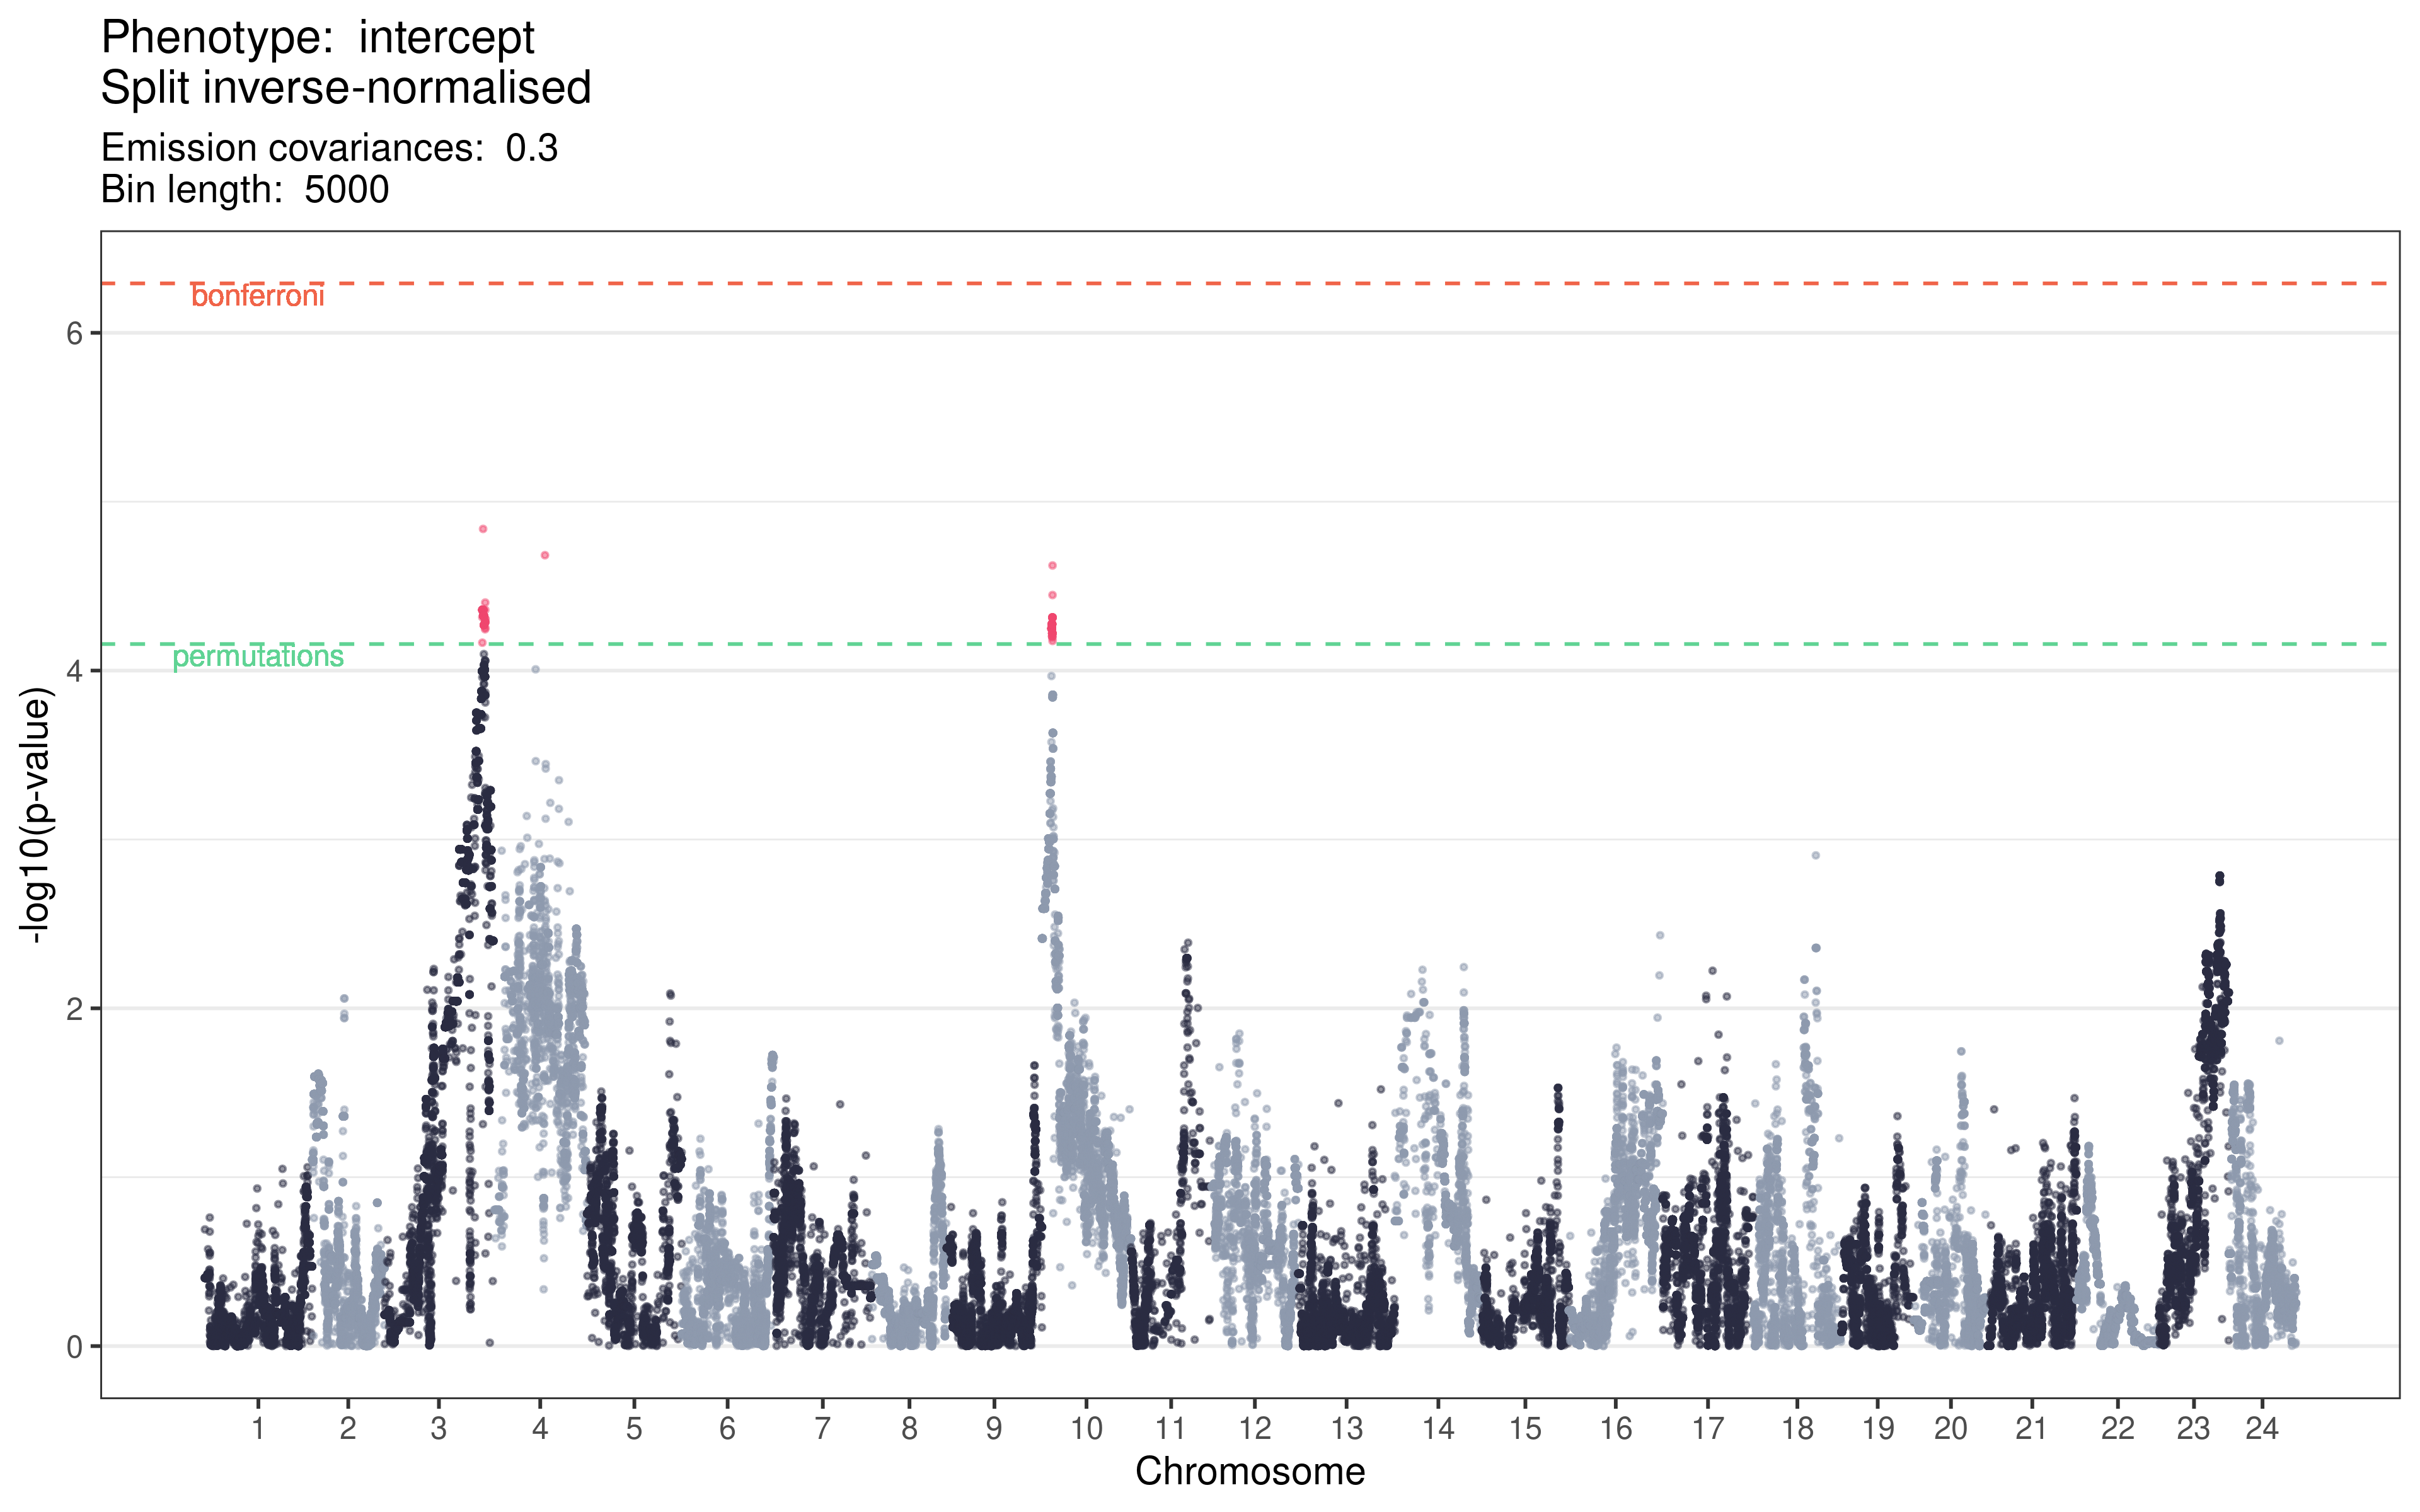 Phenotype:  intercept
Split inverse-normalised
Emission covariances:  0.3
Bin length:  5000
bonferroni
6
permutations
4
-log10(p-value)
2
0
1 2 3 4 5 6 7 8 9 10 11 12 13 14 15 16 17 18 19 20 21 22 23 24
Chromosome